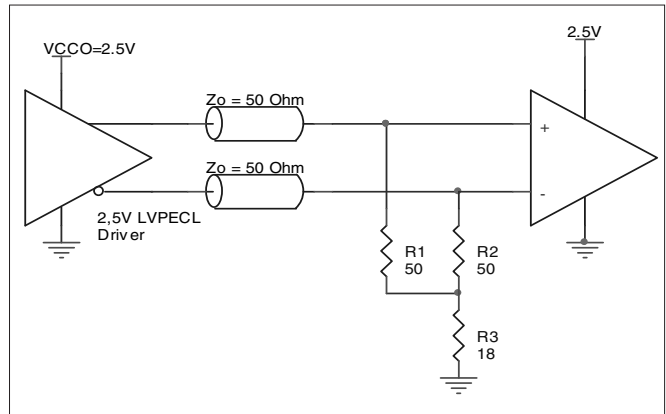 2.5V
VCCO=2.5V
Zo = 50 Ohm
+
Zo = 50 Ohm
-
2,5V LVPECL
Driver
R1
50
R2
50
R3
18